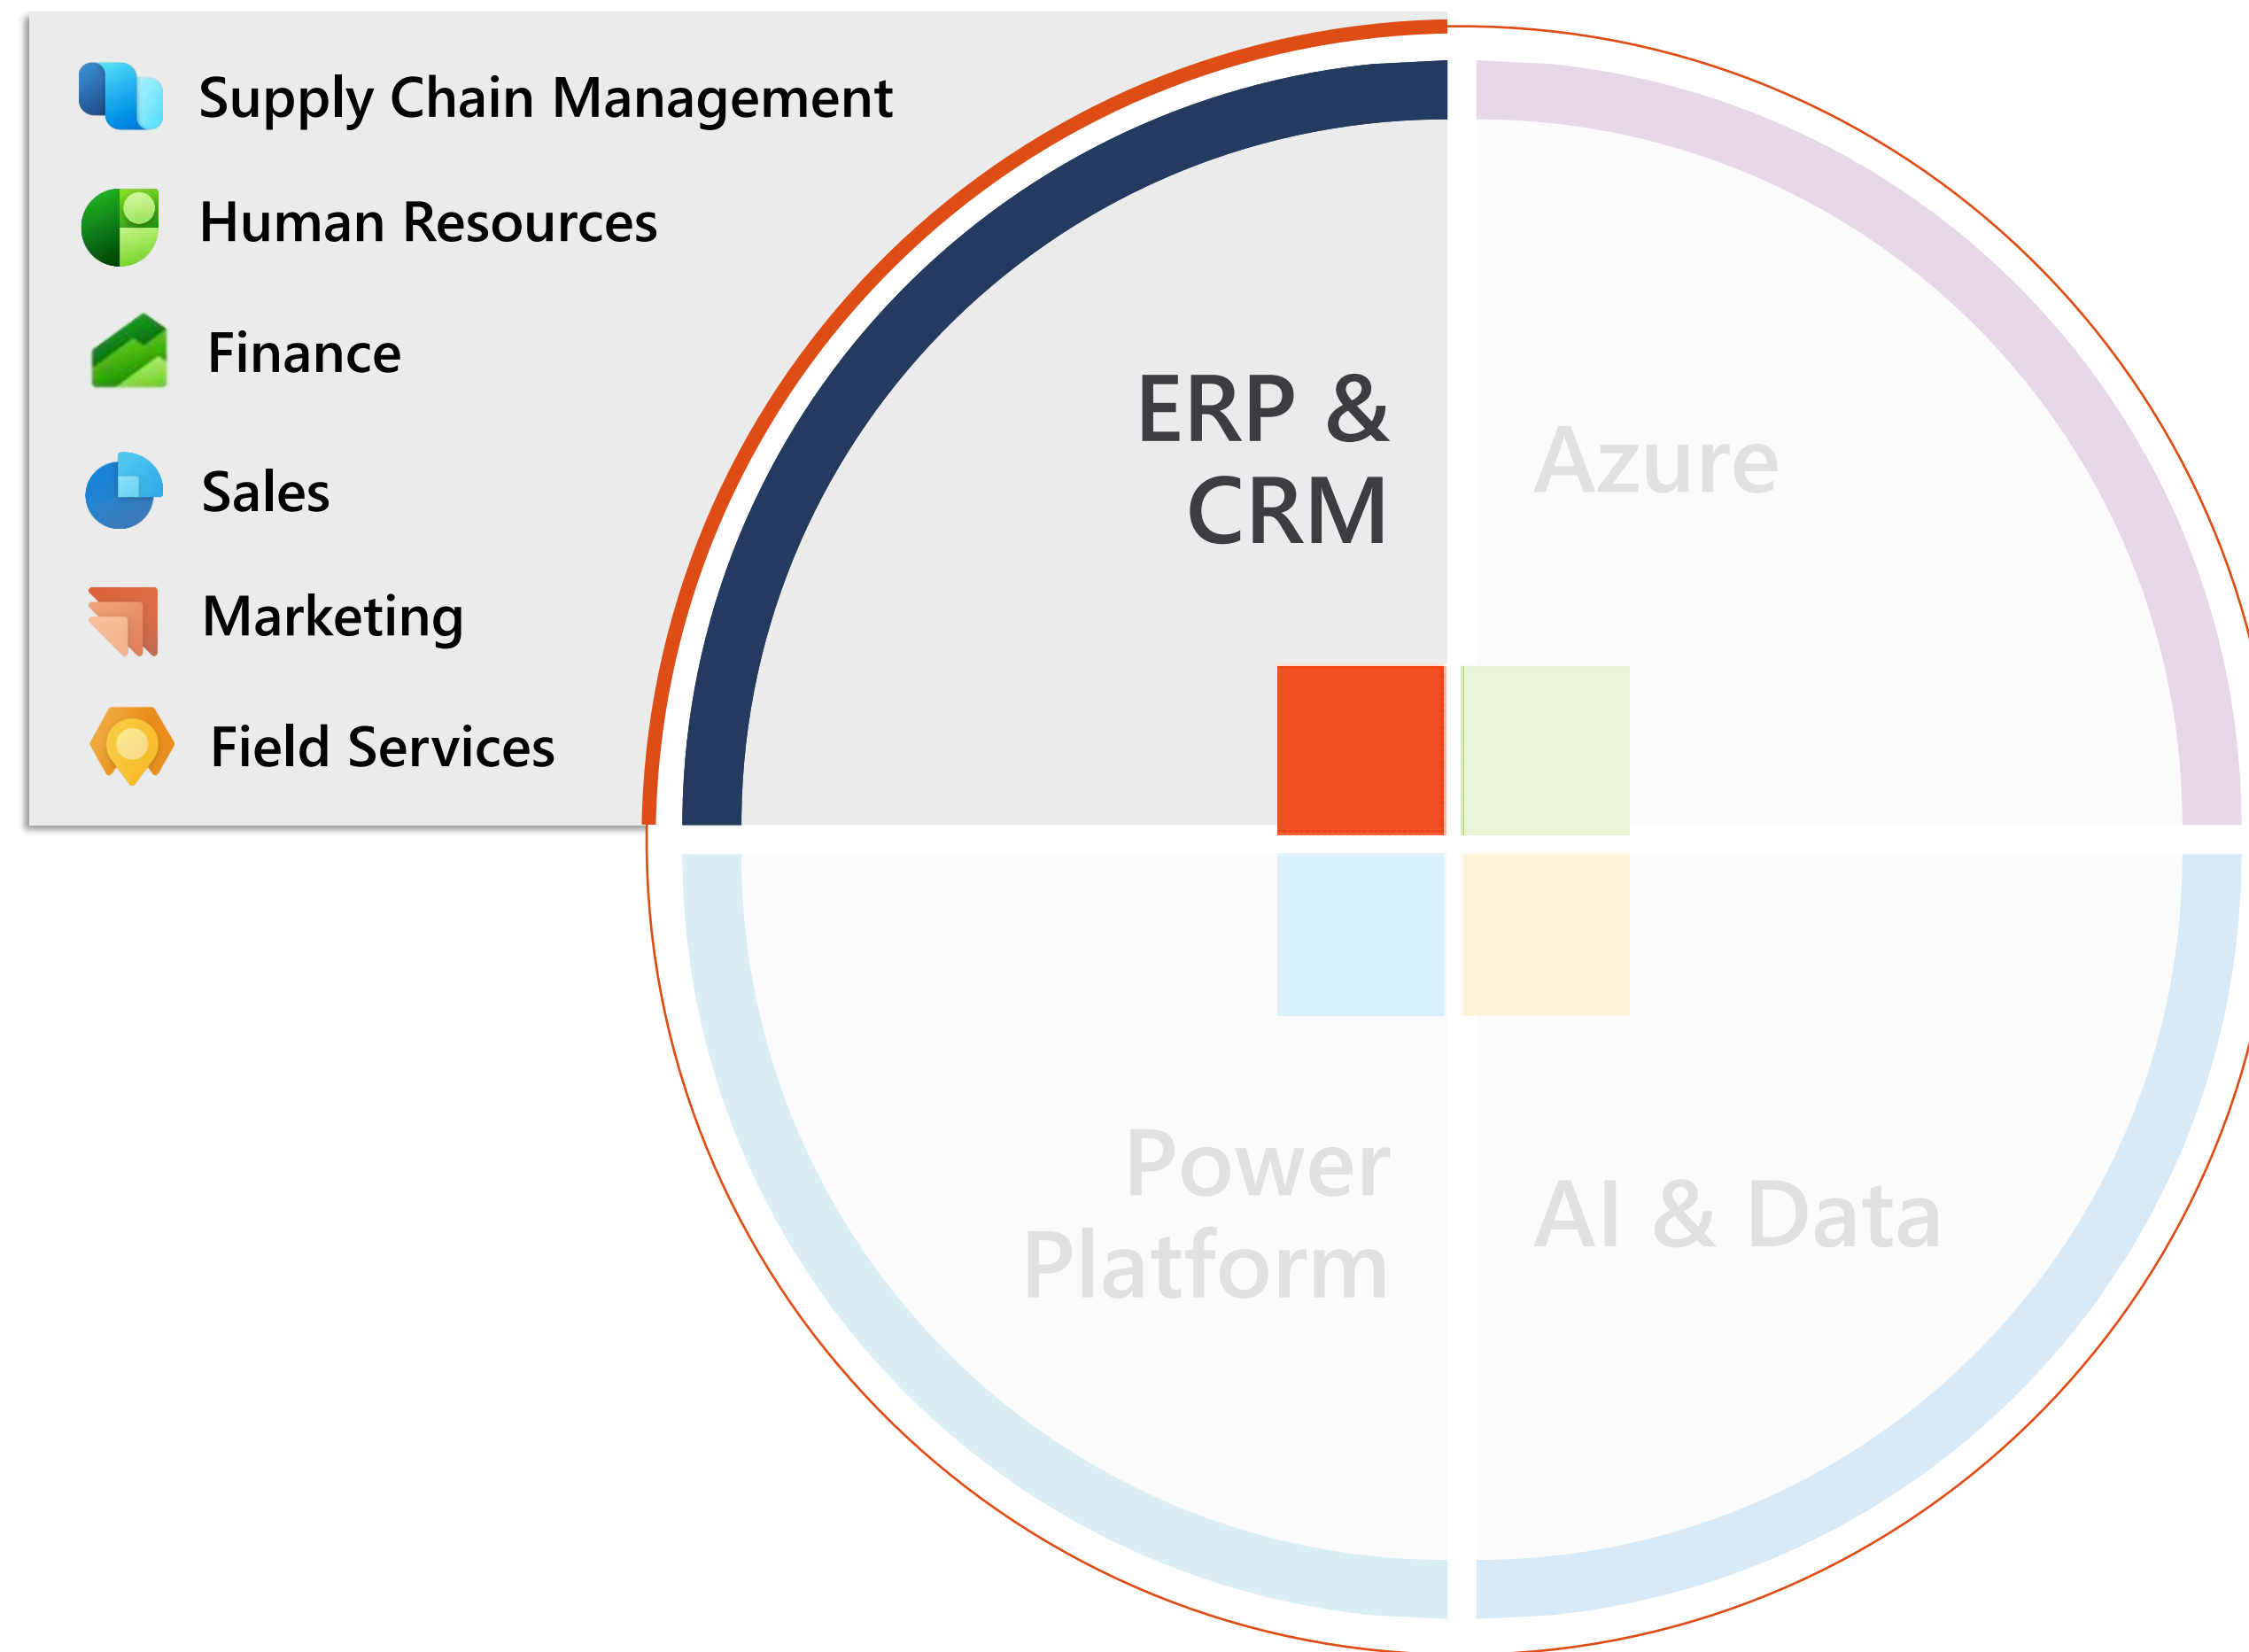 Supply Chain Management
Human Resources
Finance
Sales
Marketing
Field Services
ERP &
CRM
Azure
Power
Platform
AI & Data